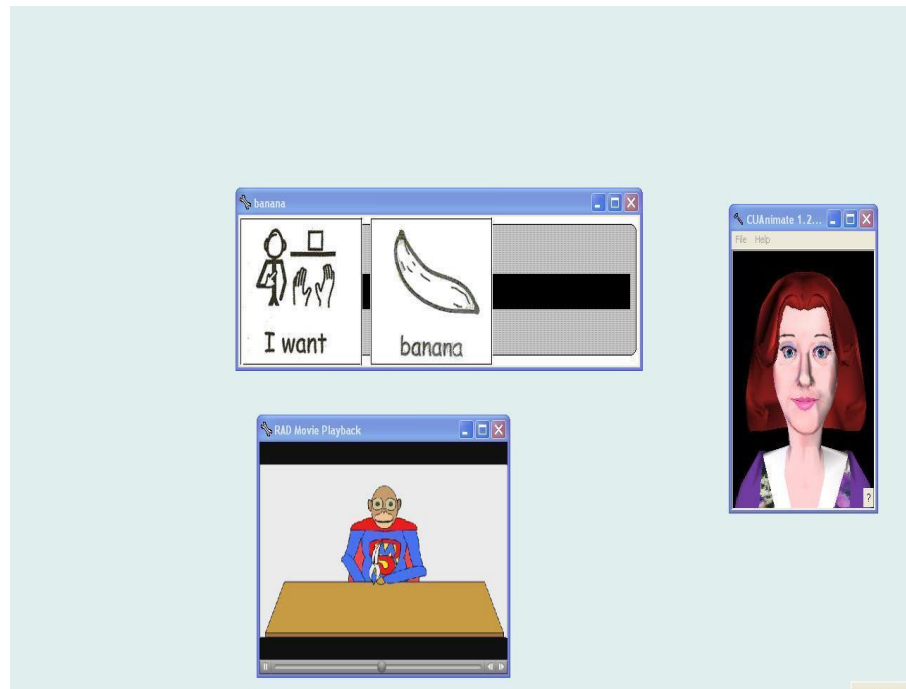 banana
I want
banana
CUAnimate 1.2...
File Help
?
RAD Movie Playback